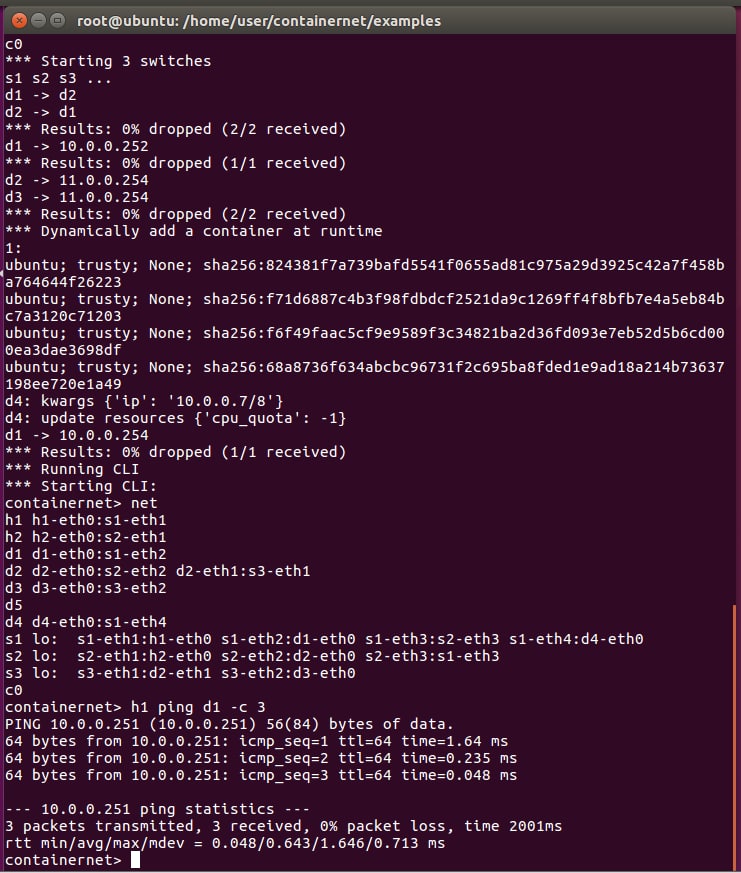 root@ubuntu: /home/user/containernet/examples
c0
*** Starting 3 switches
s1 s2 s3 ...
d1 -> d2
d2 -> d1
*** Results: 0% dropped (2/2 received)
d1 -> 10.0.0.252
*** Results: 0% dropped (1/1 received)
d2 -> 11.0.0.254
d3 -> 11.0.0.254
*** Results: 0% dropped (2/2 received)
*** Dynamically add a container at runtime
1:
ubuntu; trusty; None; sha256:824381f7a739bafd5541f0655ad81c975a29d3925c42a7f458b
a764644f26223
ubuntu; trusty; None; sha256:f71d6887c4b3f98fdbdcf2521da9c1269ff4f8bfb7e4a5eb84b
c7a3120c71203
ubuntu; trusty; None; sha256:f6f49faac5cf9e9589f3c34821ba2d36fd093e7eb52d5b6cd00
0ea3dae3698df
ubuntu; trusty; None; sha256:68a8736f634abcbc96731f2c695ba8fded1e9ad18a214b73637
198ee720e1a49
d4: kwargs {'ip': '10.0.0.7/8'}
d4: update resources {'cpu_quota': -1}
d1 -> 10.0.0.254
*** Results: 0% dropped (1/1 received)
*** Running CLI
*** Starting CLI:
containernet> net
h1 h1-eth0:s1-eth1
h2 h2-eth0:s2-eth1
d1 d1-eth0:s1-eth2
d2 d2-eth0:s2-eth2 d2-eth1:s3-eth1
d3 d3-eth0:s3-eth2
d5
d4 d4-eth0:s1-eth4
s1 lo:  s1-eth1:h1-eth0 s1-eth2:d1-eth0 s1-eth3:s2-eth3 s1-eth4:d4-eth0
s2 lo:  s2-eth1:h2-eth0 s2-eth2:d2-eth0 s2-eth3:s1-eth3
s3 lo:  s3-eth1:d2-eth1 s3-eth2:d3-eth0
c0
containernet> h1 ping d1 -c 3
PING 10.0.0.251 (10.0.0.251) 56(84) bytes of data.
64 bytes from 10.0.0.251: icmp_seq=1 ttl=64 time=1.64 ms
64 bytes from 10.0.0.251: icmp_seq=2 ttl=64 time=0.235 ms
64 bytes from 10.0.0.251: icmp_seq=3 ttl=64 time=0.048 ms

--- 10.0.0.251 ping statistics ---
3 packets transmitted, 3 received, 0% packet loss, time 2001ms
rtt min/avg/max/mdev = 0.048/0.643/1.646/0.713 ms
containernet>